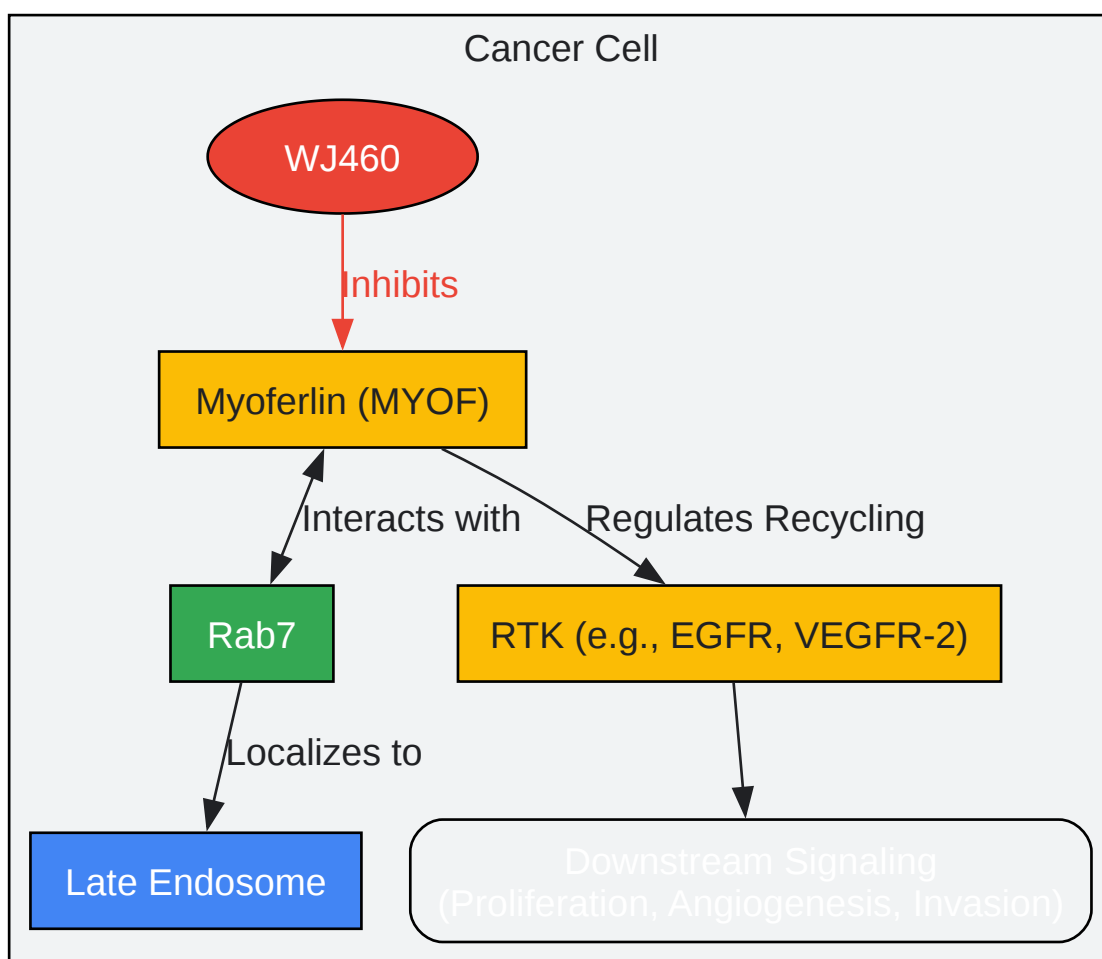 Cancer Cell
WJ460
Inhibits
Myoferlin (MYOF)
Interacts with
Regulates Recycling
Rab7
RTK (e.g., EGFR, VEGFR-2)
Localizes to
Late Endosome
Downstream Signaling
(Proliferation, Angiogenesis, Invasion)